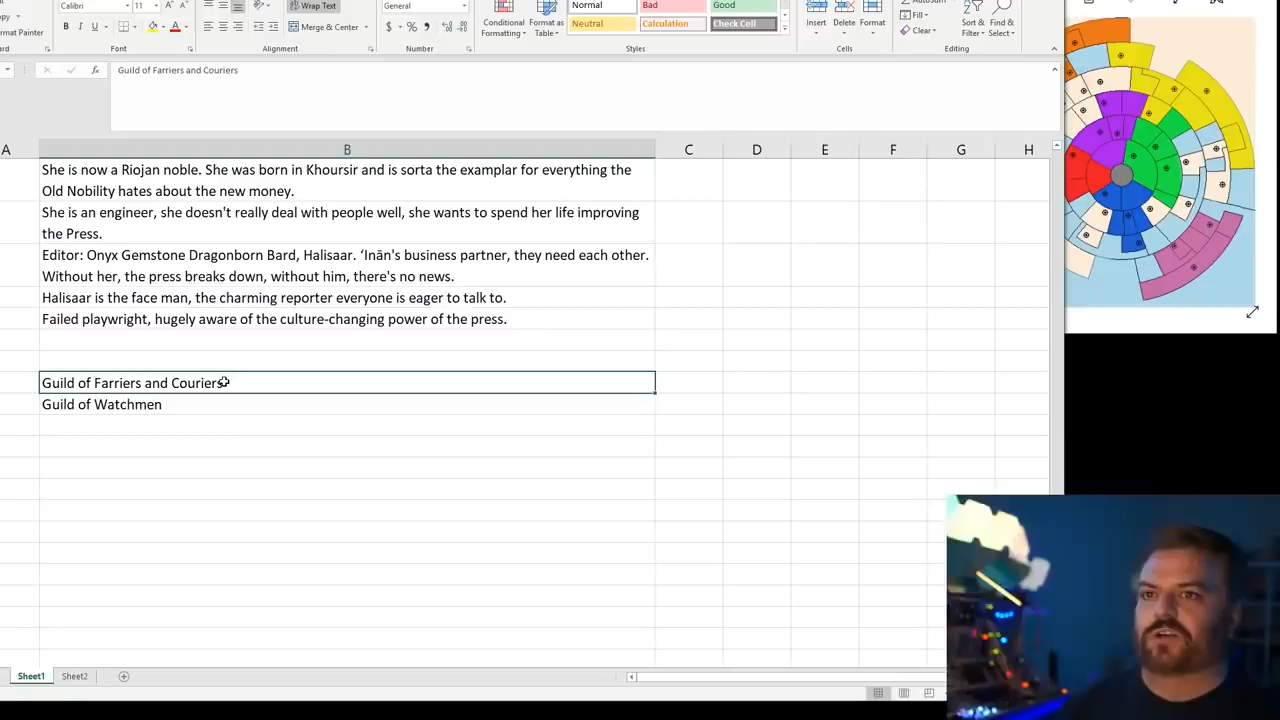 Calibri 11 Wrap Text General Normal Bad Good
Format Painter Merge & Center $ % , Conditional Formatting Format as Table Neutral Calculation Check Cell Insert Delete Format Fill Clear Sort & Filter Find & Select
Font Alignment Number Styles Cells Editing
fx Guild of Farriers and Couriers
A B C D E F G H
She is now a Riojan noble. She was born in Khoursir and is sorta the examplar for everything the
Old Nobility hates about the new money.
She is an engineer, she doesn't really deal with people well, she wants to spend her life improving
the Press.
Editor: Onyx Gemstone Dragonborn Bard, Halisaar. ‘Inān's business partner, they need each other.
Without her, the press breaks down, without him, there's no news.
Halisaar is the face man, the charming reporter everyone is eager to talk to.
Failed playwright, hugely aware of the culture-changing power of the press.
Guild of Farriers and Couriers
Guild of Watchmen
Sheet1 Sheet2